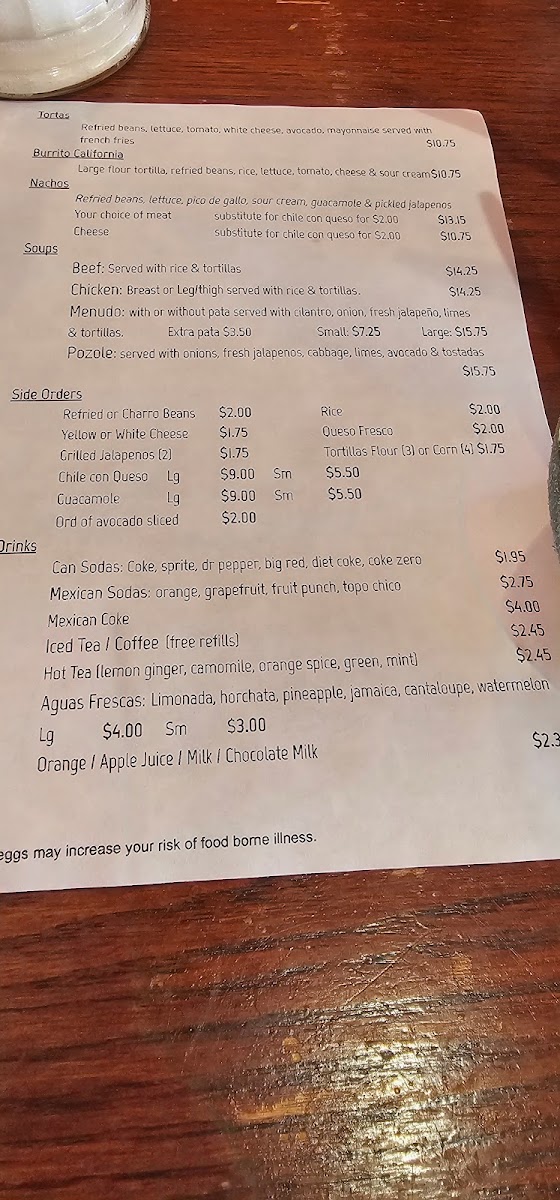 Tortas
Refried beans, lettuce, tomato, white cheese, avocado, mayonnaise served with
french fries $10.75
Burrito California
Large flour tortilla, refried beans, rice, lettuce, tomato, cheese & sour cream $10.75
Nachos
Refried beans, lettuce, pico de gallo, sour cream, guacamole & pickled jalapenos
Your choice of meat substitute for chile con queso for $2.00 $13.15
Cheese substitute for chile con queso for $2.00 $10.75
Soups
Beef: Served with rice & tortillas $14.25
Chicken: Breast or Leg/thigh served with rice & tortillas. $14.25
Menudo: with or without pata served with cilantro, onion, fresh jalapeño, limes
& tortillas. Extra pata $3.50 Small: $7.25 Large: $15.75
Pozole: served with onions, fresh jalapenos, cabbage, limes, avocado & tostadas
$15.75
Side Orders
Refried or Charro Beans $2.00 Rice $2.00
Yellow or White Cheese $1.75 Queso Fresco $2.00
Grilled Jalapenos (2) $1.75 Tortillas Flour (3) or Corn (4) $1.75
Chile con Queso Lg $9.00 Sm $5.50
Guacamole Lg $9.00 Sm $5.50
Ord of avocado sliced $2.00
Drinks
Can Sodas: Coke, sprite, dr pepper, big red, diet coke, coke zero $1.95
Mexican Sodas: orange, grapefruit, fruit punch, topo chico $2.75
Mexican Coke $4.00
Iced Tea / Coffee (free refills) $2.45
Hot Tea (lemon ginger, camomile, orange spice, green, mint) $2.45
Aguas Frescas: Limonada, horchata, pineapple, jamaica, cantaloupe, watermelon
Lg $4.00 Sm $3.00
Orange / Apple Juice / Milk / Chocolate Milk $2.3
eggs may increase your risk of food borne illness.